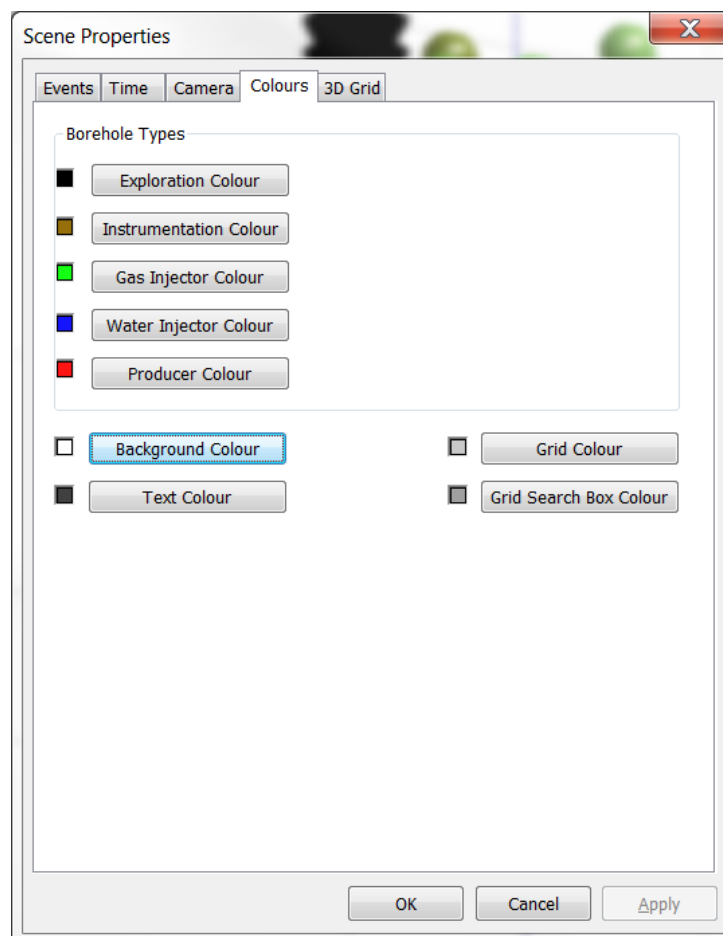 Scene Properties
Events Time Camera Colours 3D Grid
Borehole Types
Exploration Colour
Instrumentation Colour
Gas Injector Colour
Water Injector Colour
Producer Colour
Background Colour Grid Colour
Text Colour Grid Search Box Colour
OK Cancel Apply